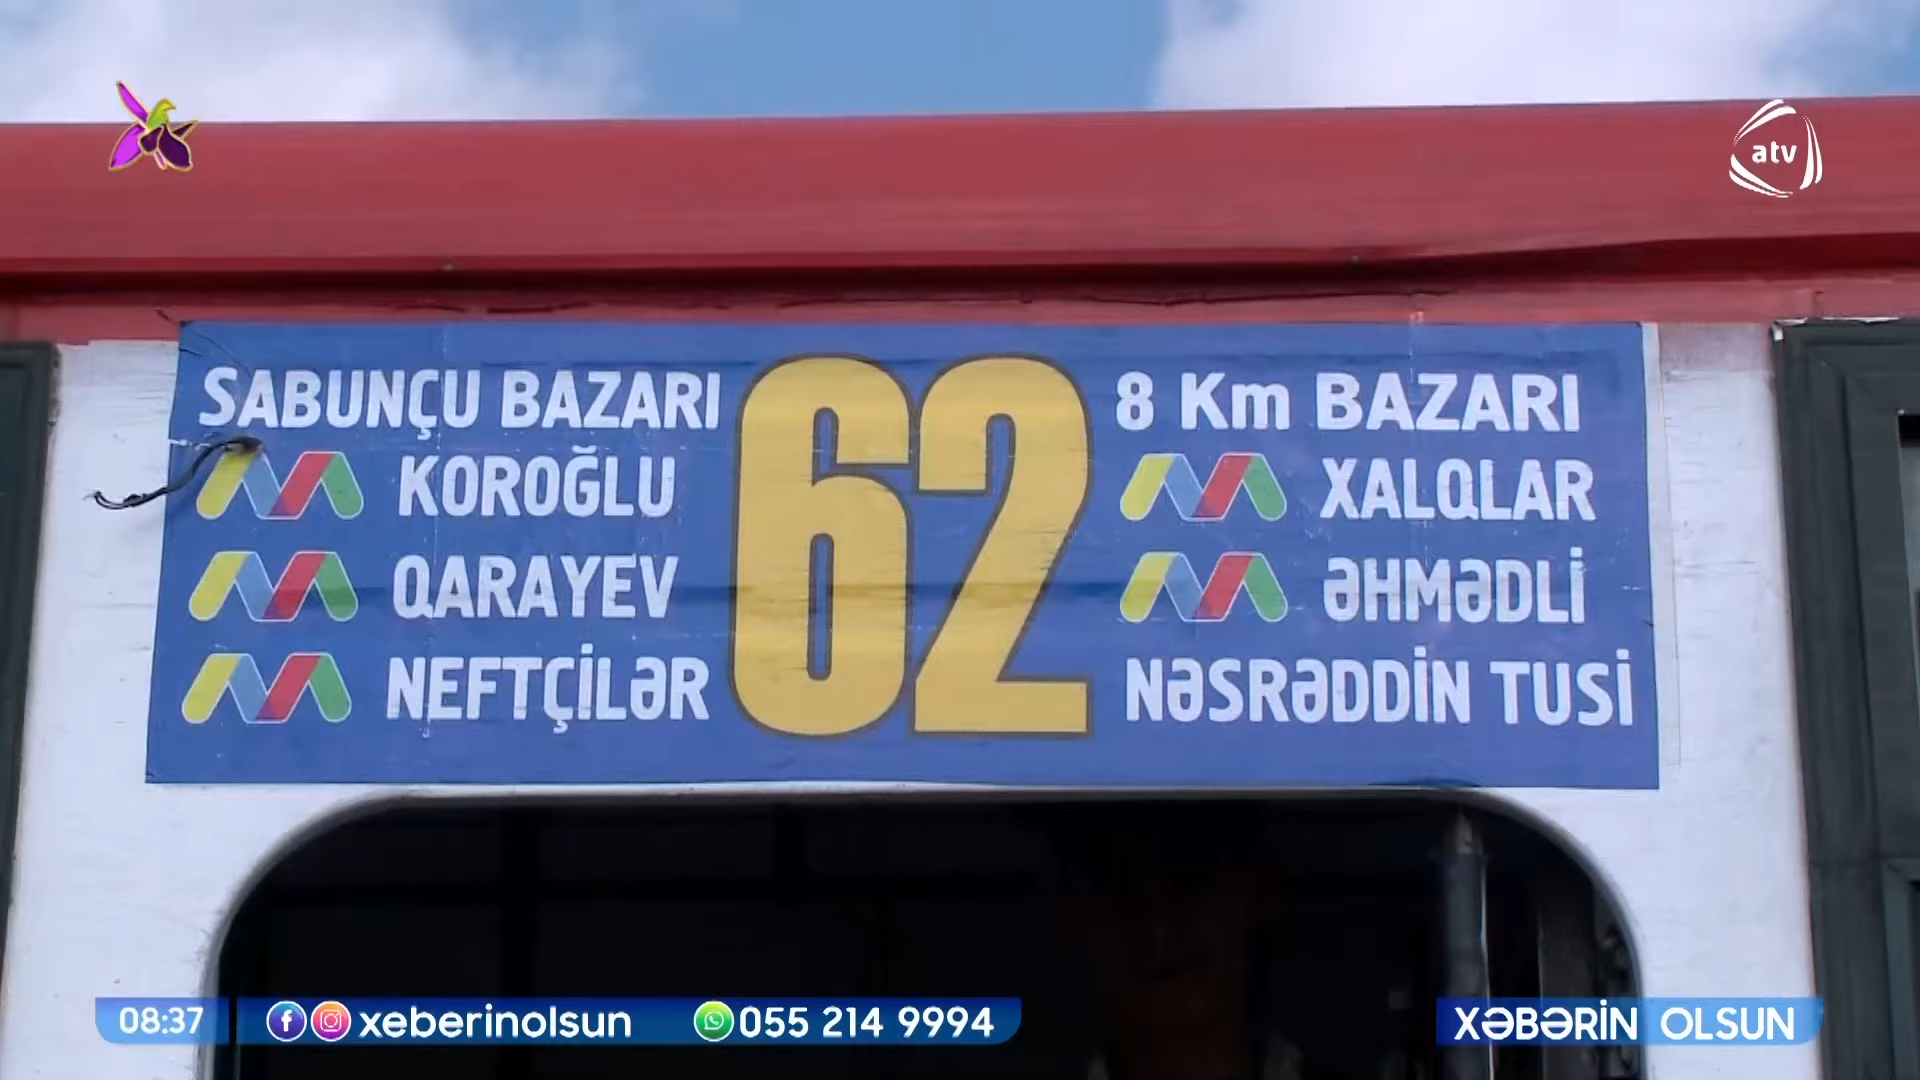 atv
SABUNÇU BAZARI
KOROĞLU
QARAYEV
NEFTÇİLƏR
62
8 Km BAZARI
XALQLAR
ƏHMƏDLİ
NƏSRƏDDİN TUSİ
08:37
xeberinolsun
055 214 9994
XƏBƏRİN OLSUN